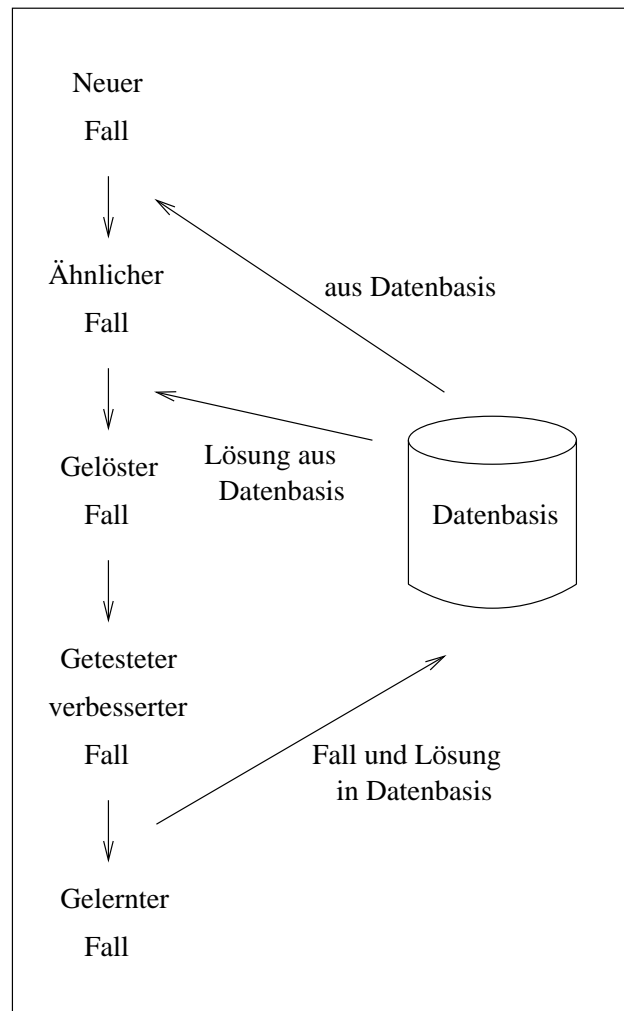 Neuer
Fall
Ähnlicher
Fall
aus Datenbasis
Gelöster
Fall
Lösung aus
Datenbasis
Datenbasis
Getesteter
verbesserter
Fall
Fall und Lösung
in Datenbasis
Gelernter
Fall